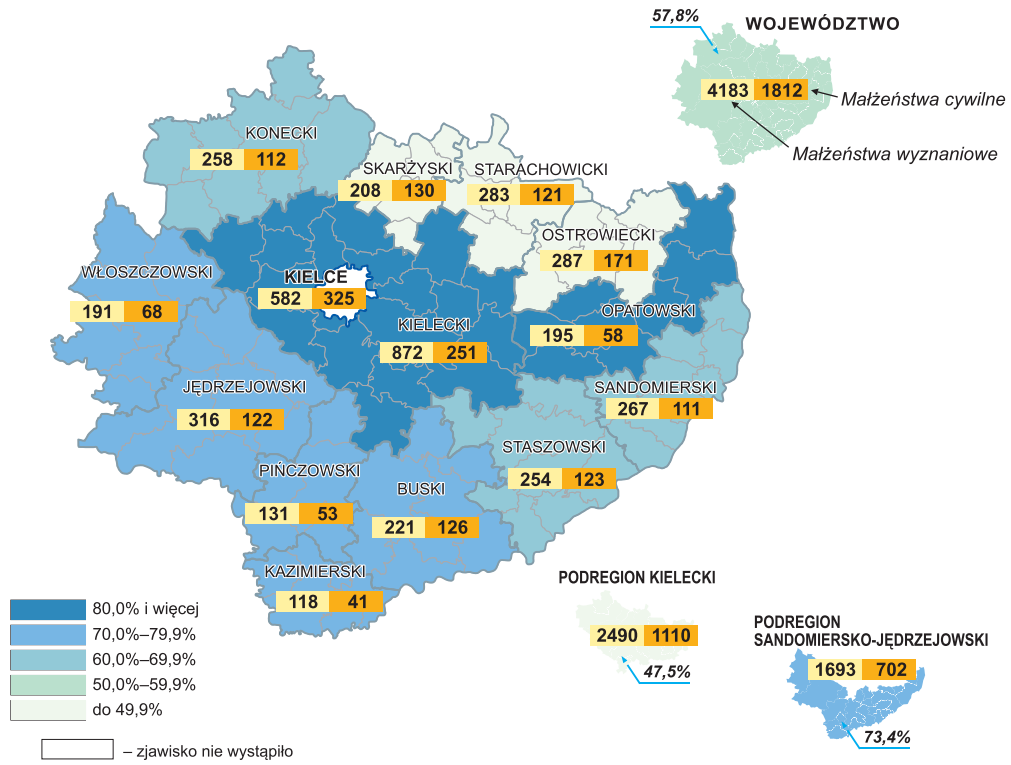 57,8%
WOJEWÓDZTWO
4183 1812
Małżeństwa cywilne
Małżeństwa wyznaniowe
KONECKI
258 112
SKARŻYSKI
208 130
STARACHOWICKI
283 121
OSTROWIECKI
287 171
WŁOSZCZOWSKI
191 68
KIELCE
582 325
KIELECKI
872 251
OPATOWSKI
195 58
JĘDRZEJOWSKI
316 122
SANDOMIERSKI
267 111
STASZOWSKI
254 123
PIŃCZOWSKI
131 53
BUSKI
221 126
KAZIMIERSKI
118 41
80,0% i więcej
70,0%–79,9%
60,0%–69,9%
50,0%–59,9%
do 49,9%
– zjawisko nie wystąpiło
PODREGION KIELECKI
2490 1110
47,5%
PODREGION
SANDOMIERSKO-JĘDRZEJOWSKI
1693 702
73,4%